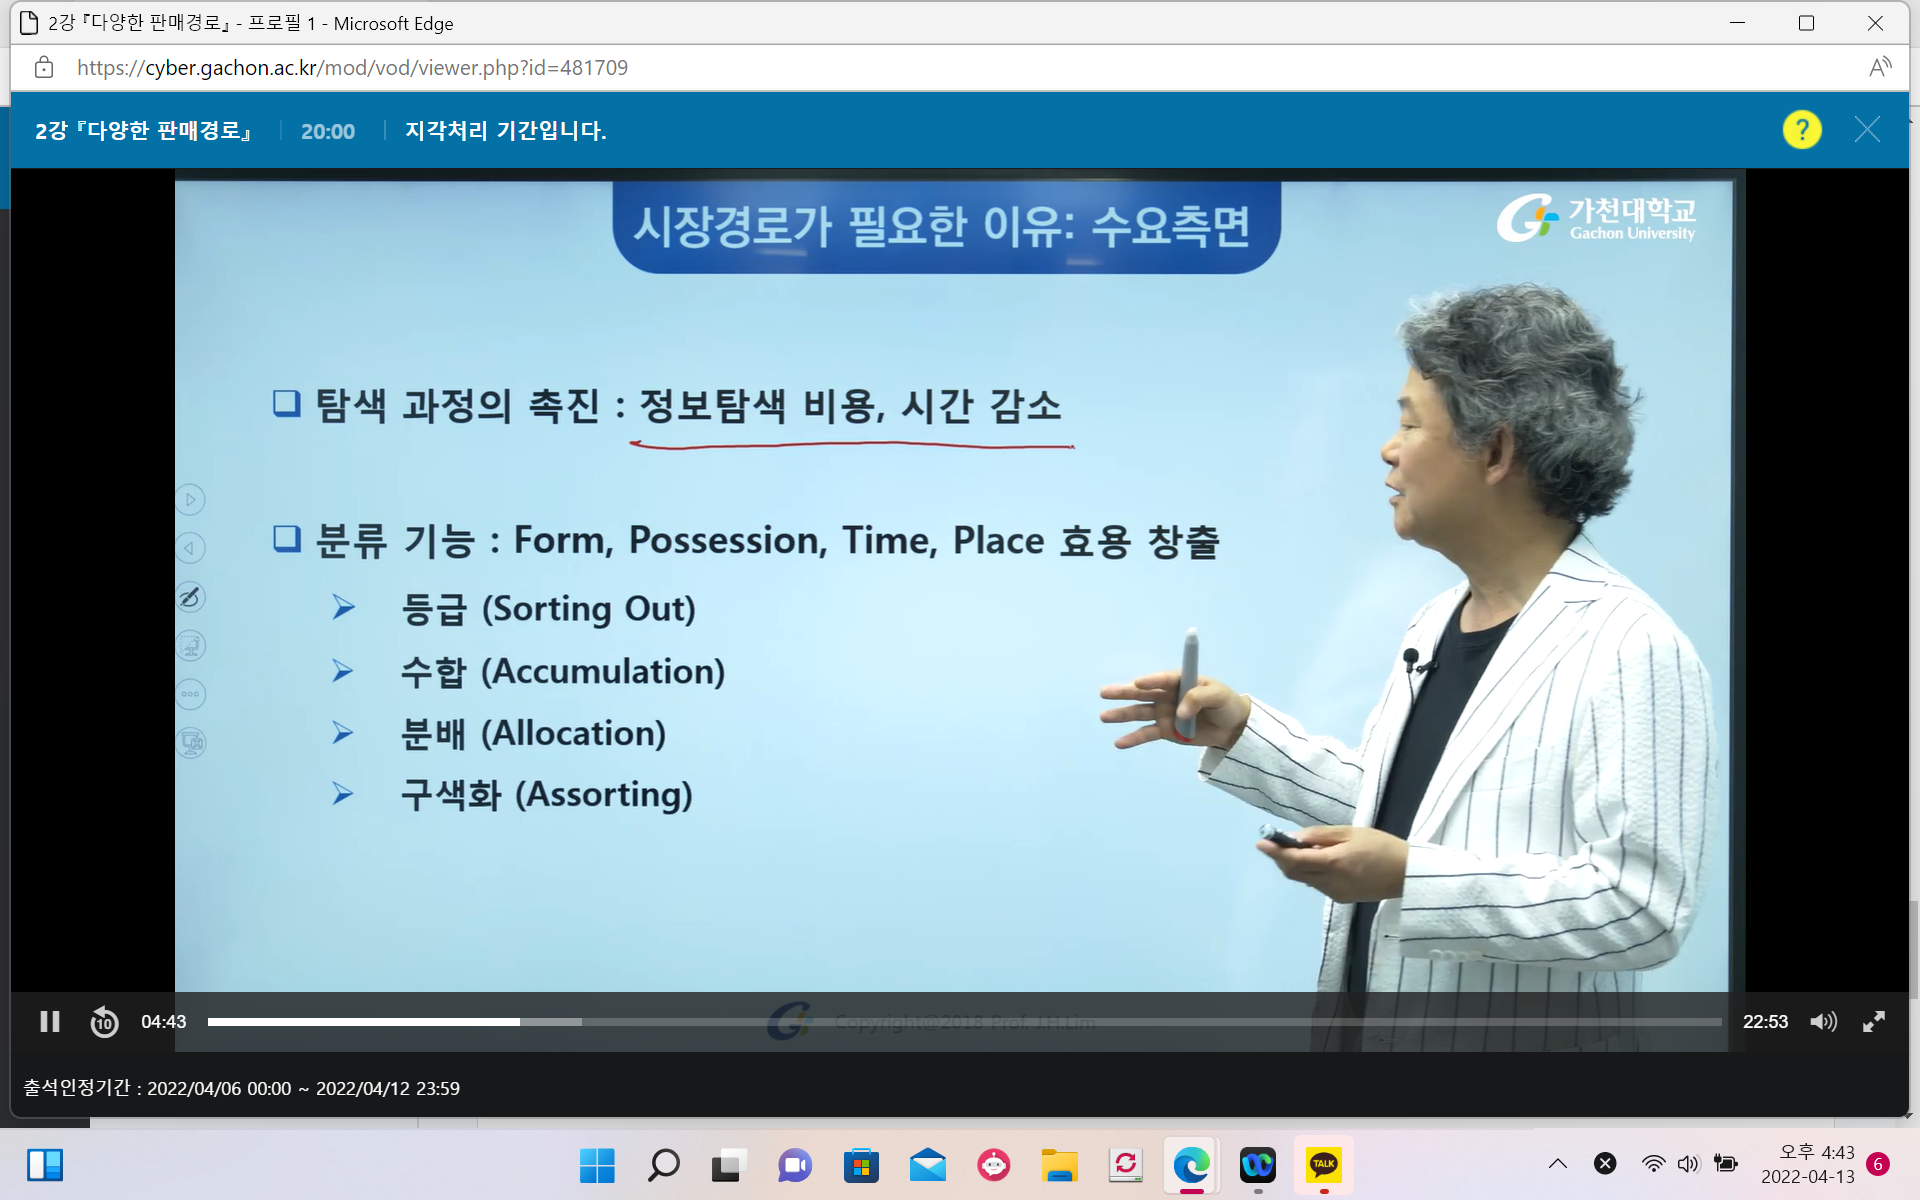 2강 『다양한 판매경로』 - 프로필 1 - Microsoft Edge
https://cyber.gachon.ac.kr/mod/vod/viewer.php?id=481709
2강 『다양한 판매경로』 20:00 지각처리 기간입니다.
?
시장경로가 필요한 이유: 수요측면
가천대학교
Gachon University
탐색 과정의 촉진 : 정보탐색 비용, 시간 감소
분류 기능 : Form, Possession, Time, Place 효용 창출
등급 (Sorting Out)
수합 (Accumulation)
분배 (Allocation)
구색화 (Assorting)
10 04:43 22:53
Copyright@2018 Prof. J.H.Lim
출석인정기간 : 2022/04/06 00:00 ~ 2022/04/12 23:59
TALK
오후 4:43
2022-04-13
6